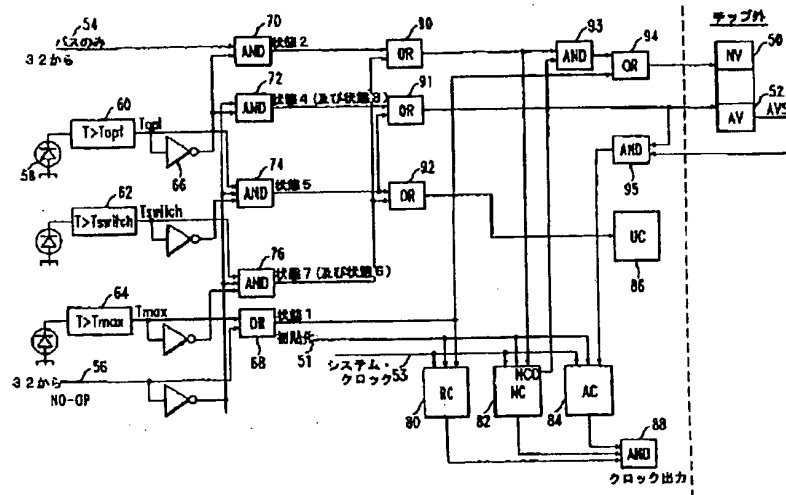 54
バスのみ
32から
70
AND
状態2
90
OR
93
AND
94
OR
チップ外
NV
50
52
AV
AVS
72
AND
状態4 (及び状態3)
91
OR
60
T>Topt
Topt
58
66
74
AND
状態5
92
OR
AND
95
62
T>Tswitch
Tswitch
UC
86
76
AND
状態7 (及び状態6)
64
T>Tmax
Tmax
OR
68
状態1
初期化
51
システム・
クロック
53
56
32から
NO-OP
RC
80
NCO
NC
82
AC
84
88
AND
クロック出力